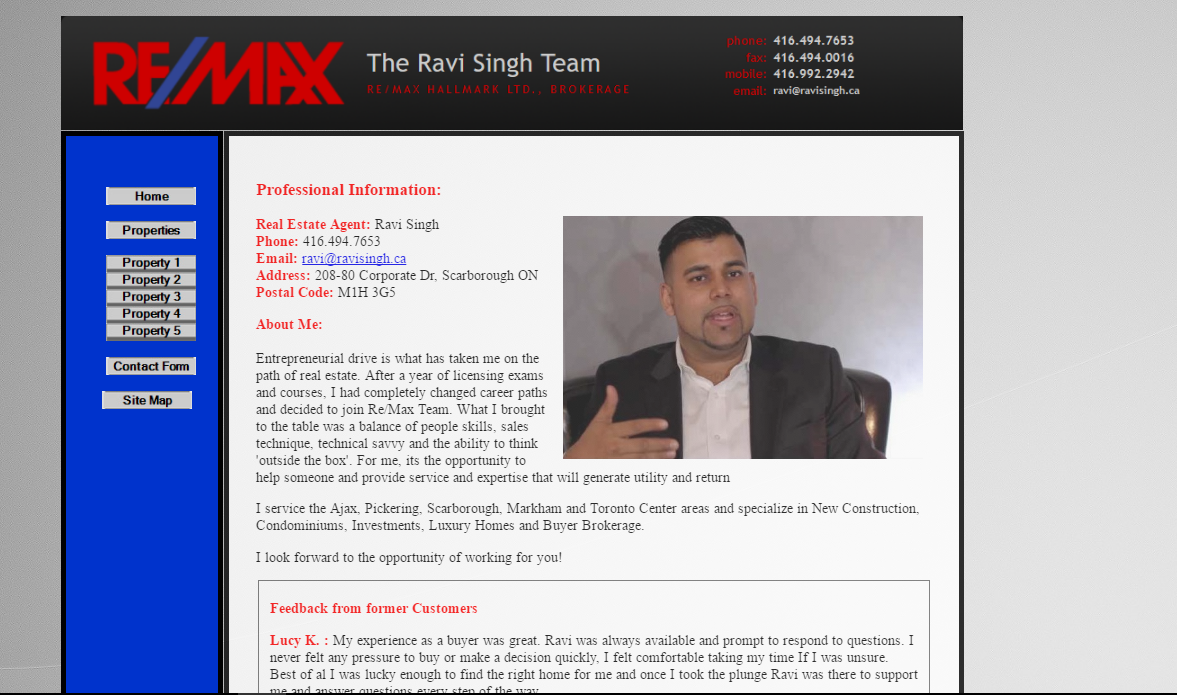 RE/MAX
The Ravi Singh Team
RE/MAX HALLMARK LTD., BROKERAGE
phone: 416.494.7653
fax: 416.494.0016
mobile: 416.992.2942
email: ravi@ravisingh.ca
Home
Properties
Property 1
Property 2
Property 3
Property 4
Property 5
Contact Form
Site Map
Professional Information:
Real Estate Agent: Ravi Singh
Phone: 416.494.7653
Email: ravi@ravisingh.ca
Address: 208-80 Corporate Dr, Scarborough ON
Postal Code: M1H 3G5
About Me:
Entrepreneurial drive is what has taken me on the
path of real estate. After a year of licensing exams
and courses, I had completely changed career paths
and decided to join Re/Max Team. What I brought
to the table was a balance of people skills, sales
technique, technical savvy and the ability to think
'outside the box'. For me, its the opportunity to
help someone and provide service and expertise that will generate utility and return
I service the Ajax, Pickering, Scarborough, Markham and Toronto Center areas and specialize in New Construction,
Condominiums, Investments, Luxury Homes and Buyer Brokerage.
I look forward to the opportunity of working for you!
Feedback from former Customers
Lucy K. : My experience as a buyer was great. Ravi was always available and prompt to respond to questions. I
never felt any pressure to buy or make a decision quickly, I felt comfortable taking my time If I was unsure.
Best of al I was lucky enough to find the right home for me and once I took the plunge Ravi was there to support
me and answer questions every step of the way